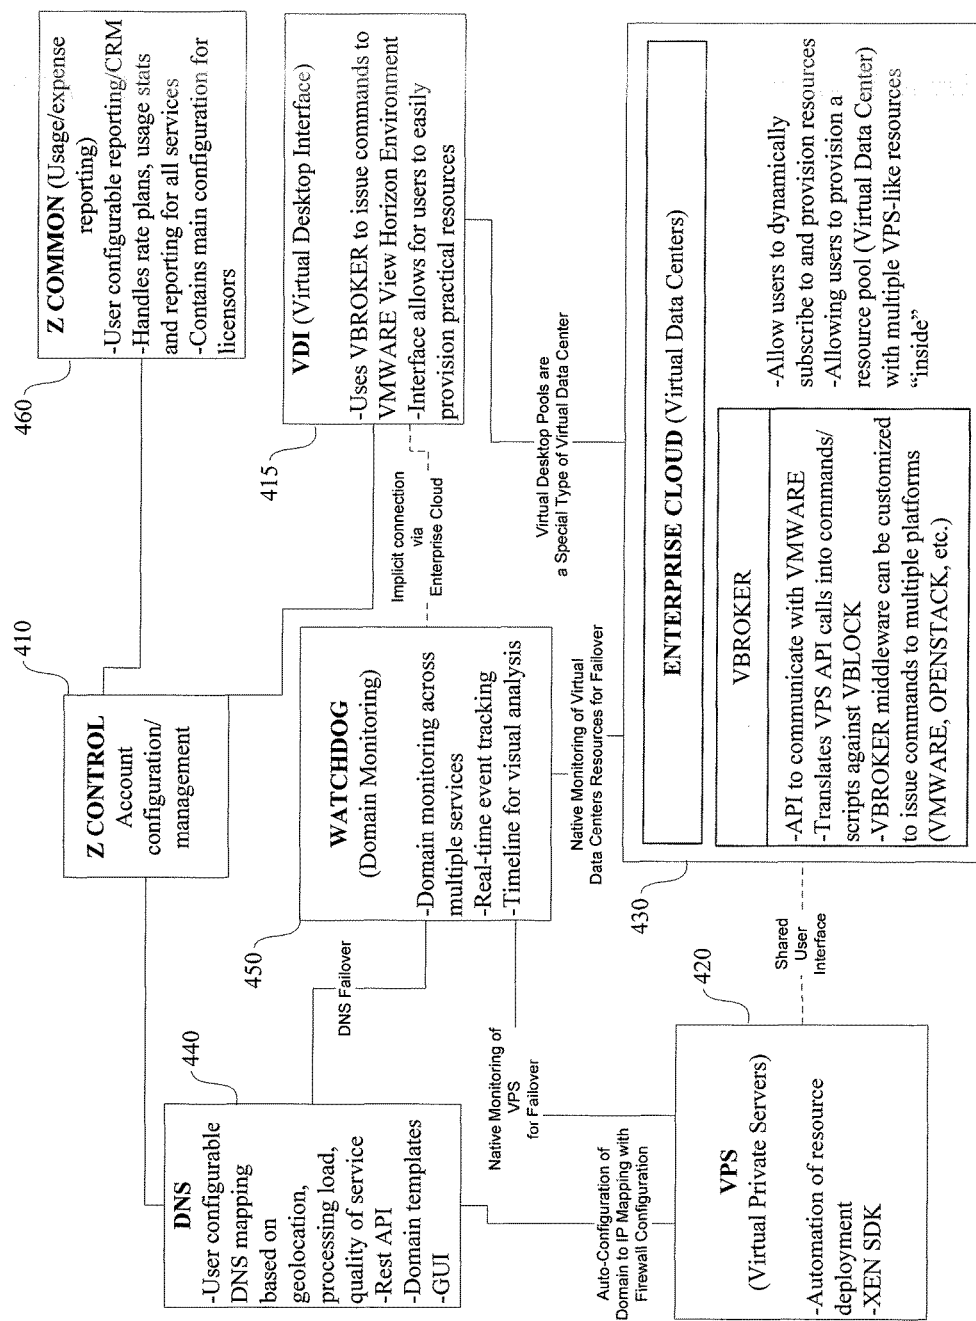 410
Z CONTROL
Account
configuration/
management
460
Z COMMON (Usage/expense
reporting)
-User configurable reporting/CRM
-Handles rate plans, usage stats
and reporting for all services
-Contains main configuration for
licensors
440
DNS
-User configurable
DNS mapping
based on
geolocation,
processing load,
quality of service
-Rest API
-Domain templates
-GUI
DNS Failover
450
WATCHDOG
(Domain Monitoring)
-Domain monitoring across
multiple services
-Real-time event tracking
-Timeline for visual analysis
Implicit connection
via
Enterprise Cloud
415
VDI (Virtual Desktop Interface)
-Uses VBROKER to issue commands to
VMWARE View Horizon Environment
-Interface allows for users to easily
provision practical resources
Auto-Configuration of
Domain to IP Mapping with
Firewall Configuration
Native Monitoring of
VPS
for Failover
Native Monitoring of Virtual
Data Centers Resources for Failover
Virtual Desktop Pools are
a Special Type of Virtual Data Center
420
VPS
(Virtual Private Servers)
-Automation of resource
deployment
-XEN SDK
Shared
User
Interface
430
ENTERPRISE CLOUD (Virtual Data Centers)
VBROKER
-API to communicate with VMWARE
-Translates VPS API calls into commands/
scripts against VBLOCK
-VBROKER middleware can be customized
to issue commands to multiple platforms
(VMWARE, OPENSTACK, etc.)
-Allow users to dynamically
subscribe to and provision resources
-Allowing users to provision a
resource pool (Virtual Data Center)
with multiple VPS-like resources
“inside”